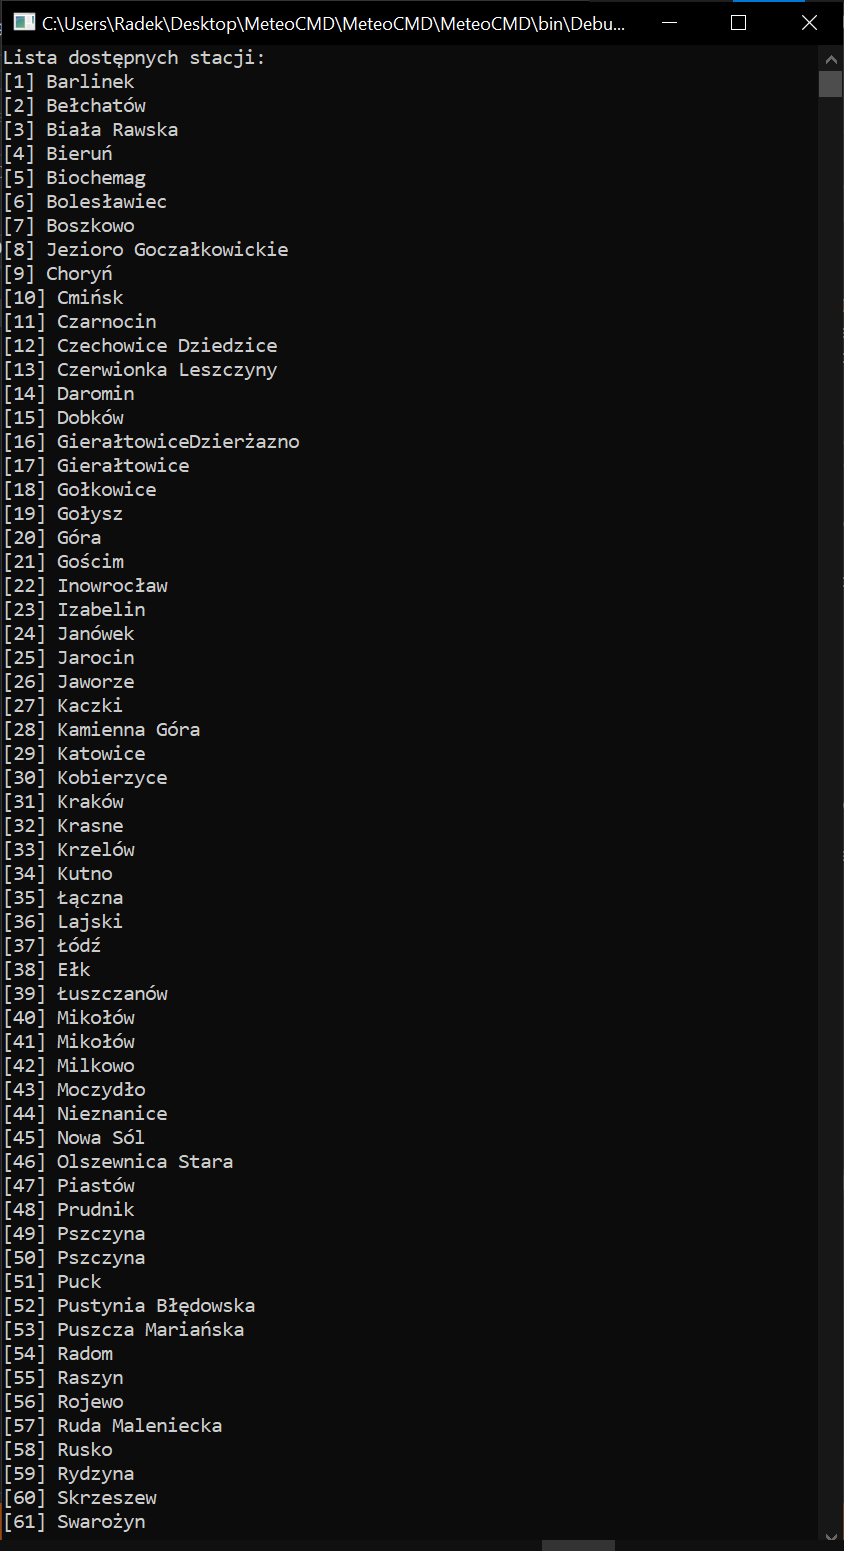 C:\Users\Radek\Desktop\MeteoCMD\MeteoCMD\MeteoCMD\bin\Debu...
Lista dostępnych stacji:
[1] Barlinek
[2] Bełchatów
[3] Biała Rawska
[4] Bieruń
[5] Biochemag
[6] Bolesławiec
[7] Boszkowo
[8] Jezioro Goczałkowickie
[9] Choryń
[10] Cmińsk
[11] Czarnocin
[12] Czechowice Dziedzice
[13] Czerwionka Leszczyny
[14] Daromin
[15] Dobków
[16] GierałtowiceDzierżazno
[17] Gierałtowice
[18] Gołkowice
[19] Gołysz
[20] Góra
[21] Gościm
[22] Inowrocław
[23] Izabelin
[24] Janówek
[25] Jarocin
[26] Jaworze
[27] Kaczki
[28] Kamienna Góra
[29] Katowice
[30] Kobierzyce
[31] Kraków
[32] Krasne
[33] Krzelów
[34] Kutno
[35] Łączna
[36] Lajski
[37] Łódź
[38] Ełk
[39] Łuszczanów
[40] Mikołów
[41] Mikołów
[42] Milkowo
[43] Moczydło
[44] Nieznanice
[45] Nowa Sól
[46] Olszewnica Stara
[47] Piastów
[48] Prudnik
[49] Pszczyna
[50] Pszczyna
[51] Puck
[52] Pustynia Błędowska
[53] Puszcza Mariańska
[54] Radom
[55] Raszyn
[56] Rojewo
[57] Ruda Maleniecka
[58] Rusko
[59] Rydzyna
[60] Skrzeszew
[61] Swarożyn